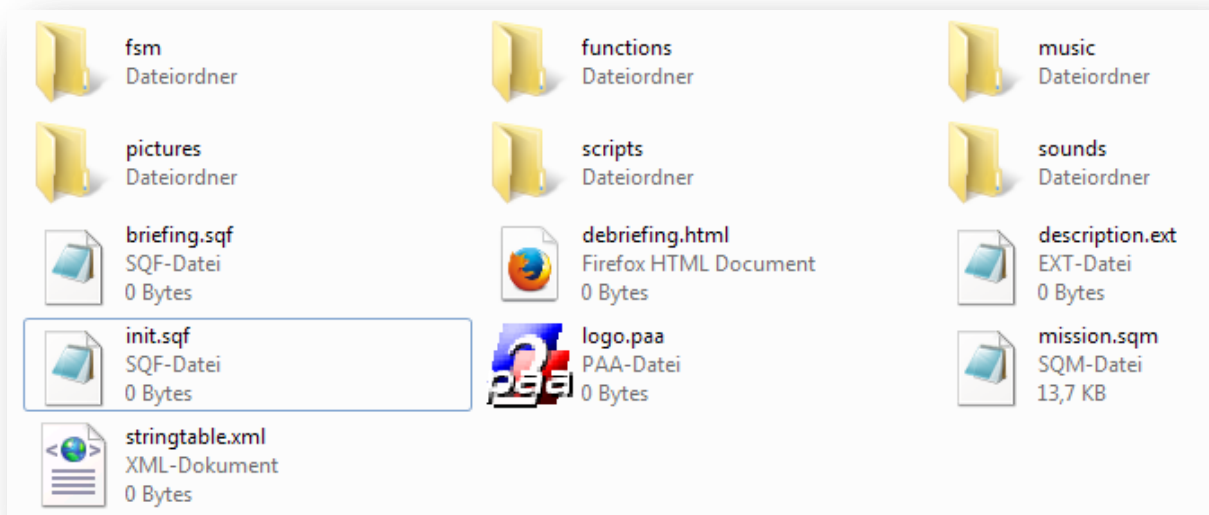 fsm
Dateiordner
functions
Dateiordner
music
Dateiordner
pictures
Dateiordner
scripts
Dateiordner
sounds
Dateiordner
briefing.sqf
SQF-Datei
0 Bytes
debriefing.html
Firefox HTML Document
0 Bytes
description.ext
EXT-Datei
0 Bytes
init.sqf
SQF-Datei
0 Bytes
2
paa
logo.paa
PAA-Datei
0 Bytes
mission.sqm
SQM-Datei
13,7 KB
stringtable.xml
XML-Dokument
0 Bytes